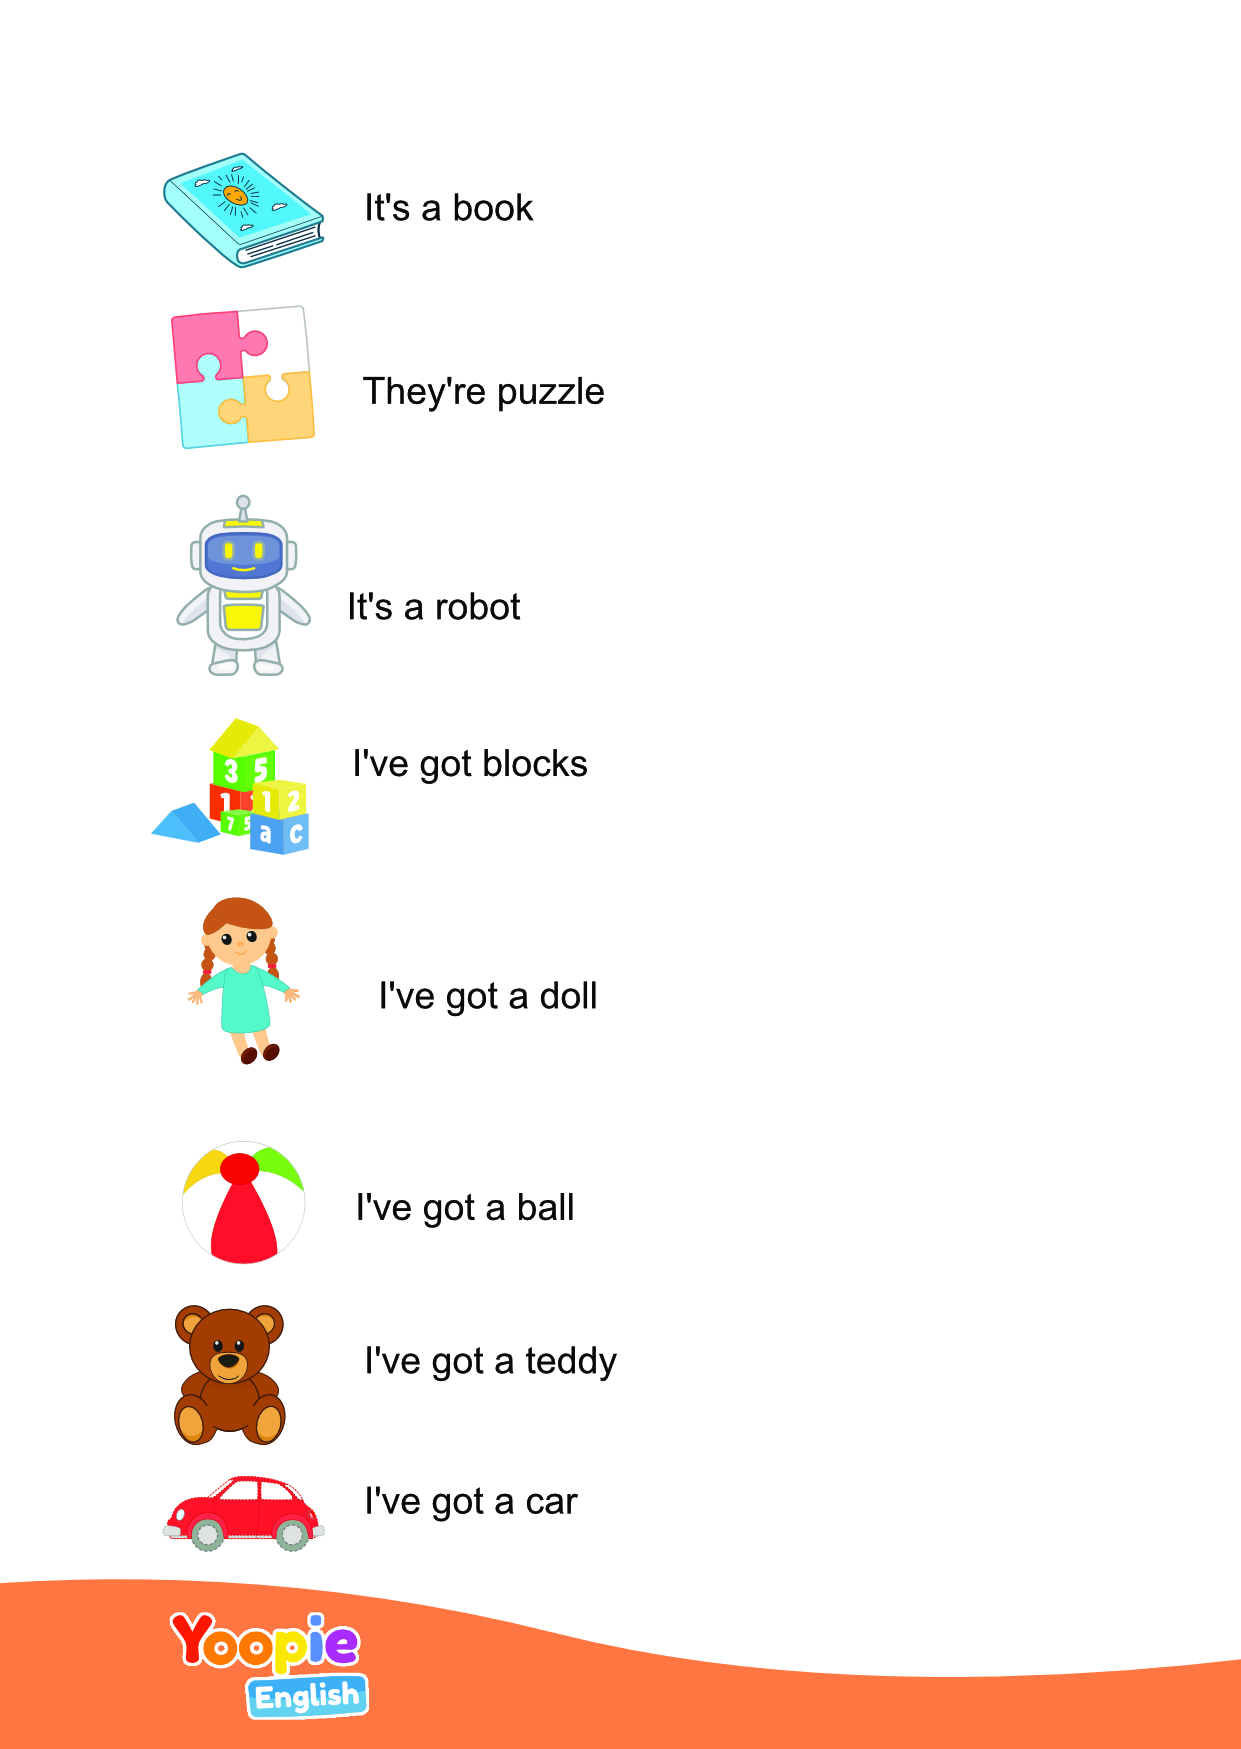 It's a book
They're puzzle
It's a robot
I've got blocks
3 5
1 1 2
7 5 a c
I've got a doll
I've got a ball
I've got a teddy
I've got a car
Yoopie
English